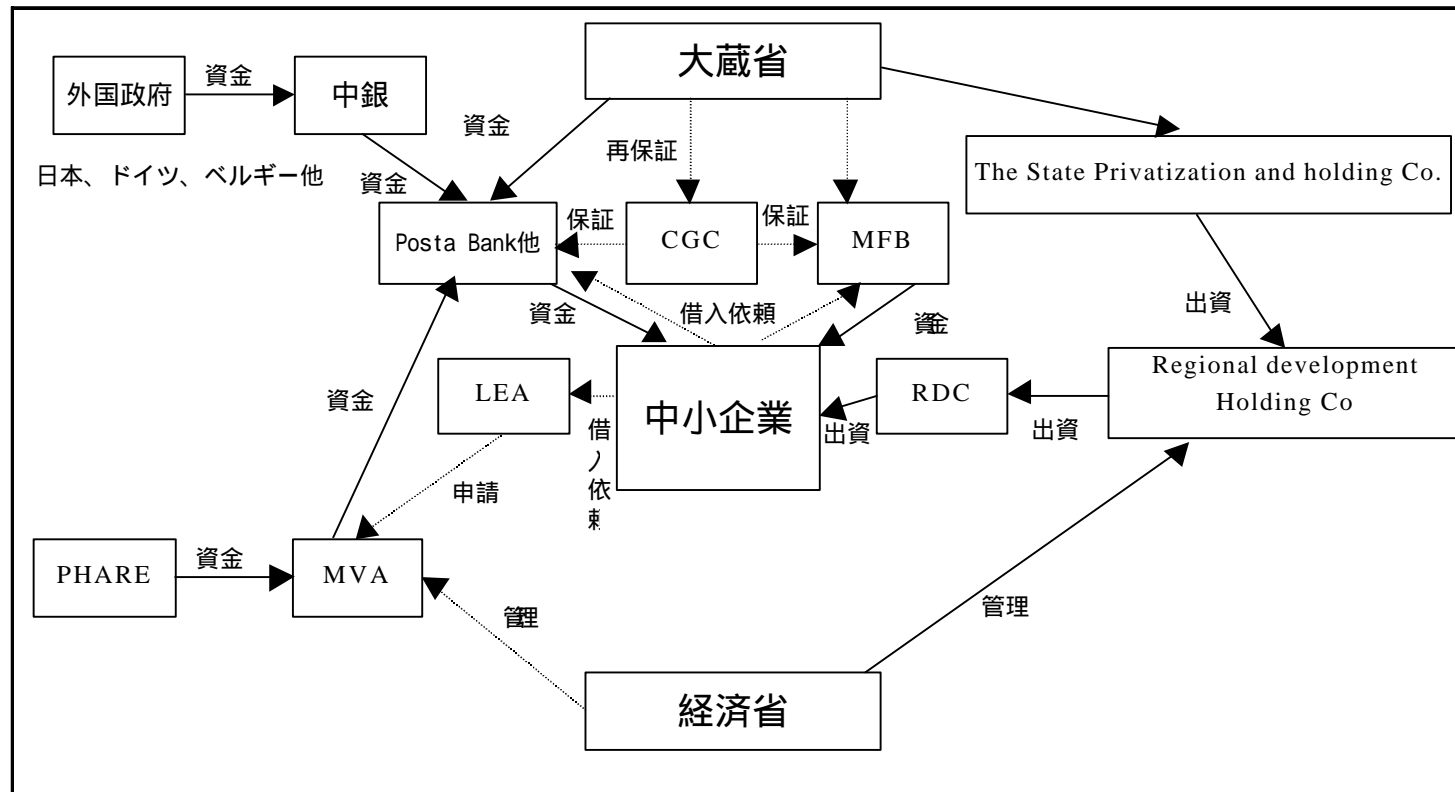 大蔵省
外国政府
資金
中銀
資金
再保証
日本、ドイツ、ベルギー他
資金
The State Privatization and holding Co.
Posta Bank他
保証
CGC
保証
MFB
資金
借入依頼
資金
出資
LEA
中小企業
RDC
Regional development
Holding Co
資金
借入依頼
出資
出資
申請
PHARE
資金
MVA
管理
管理
経済省